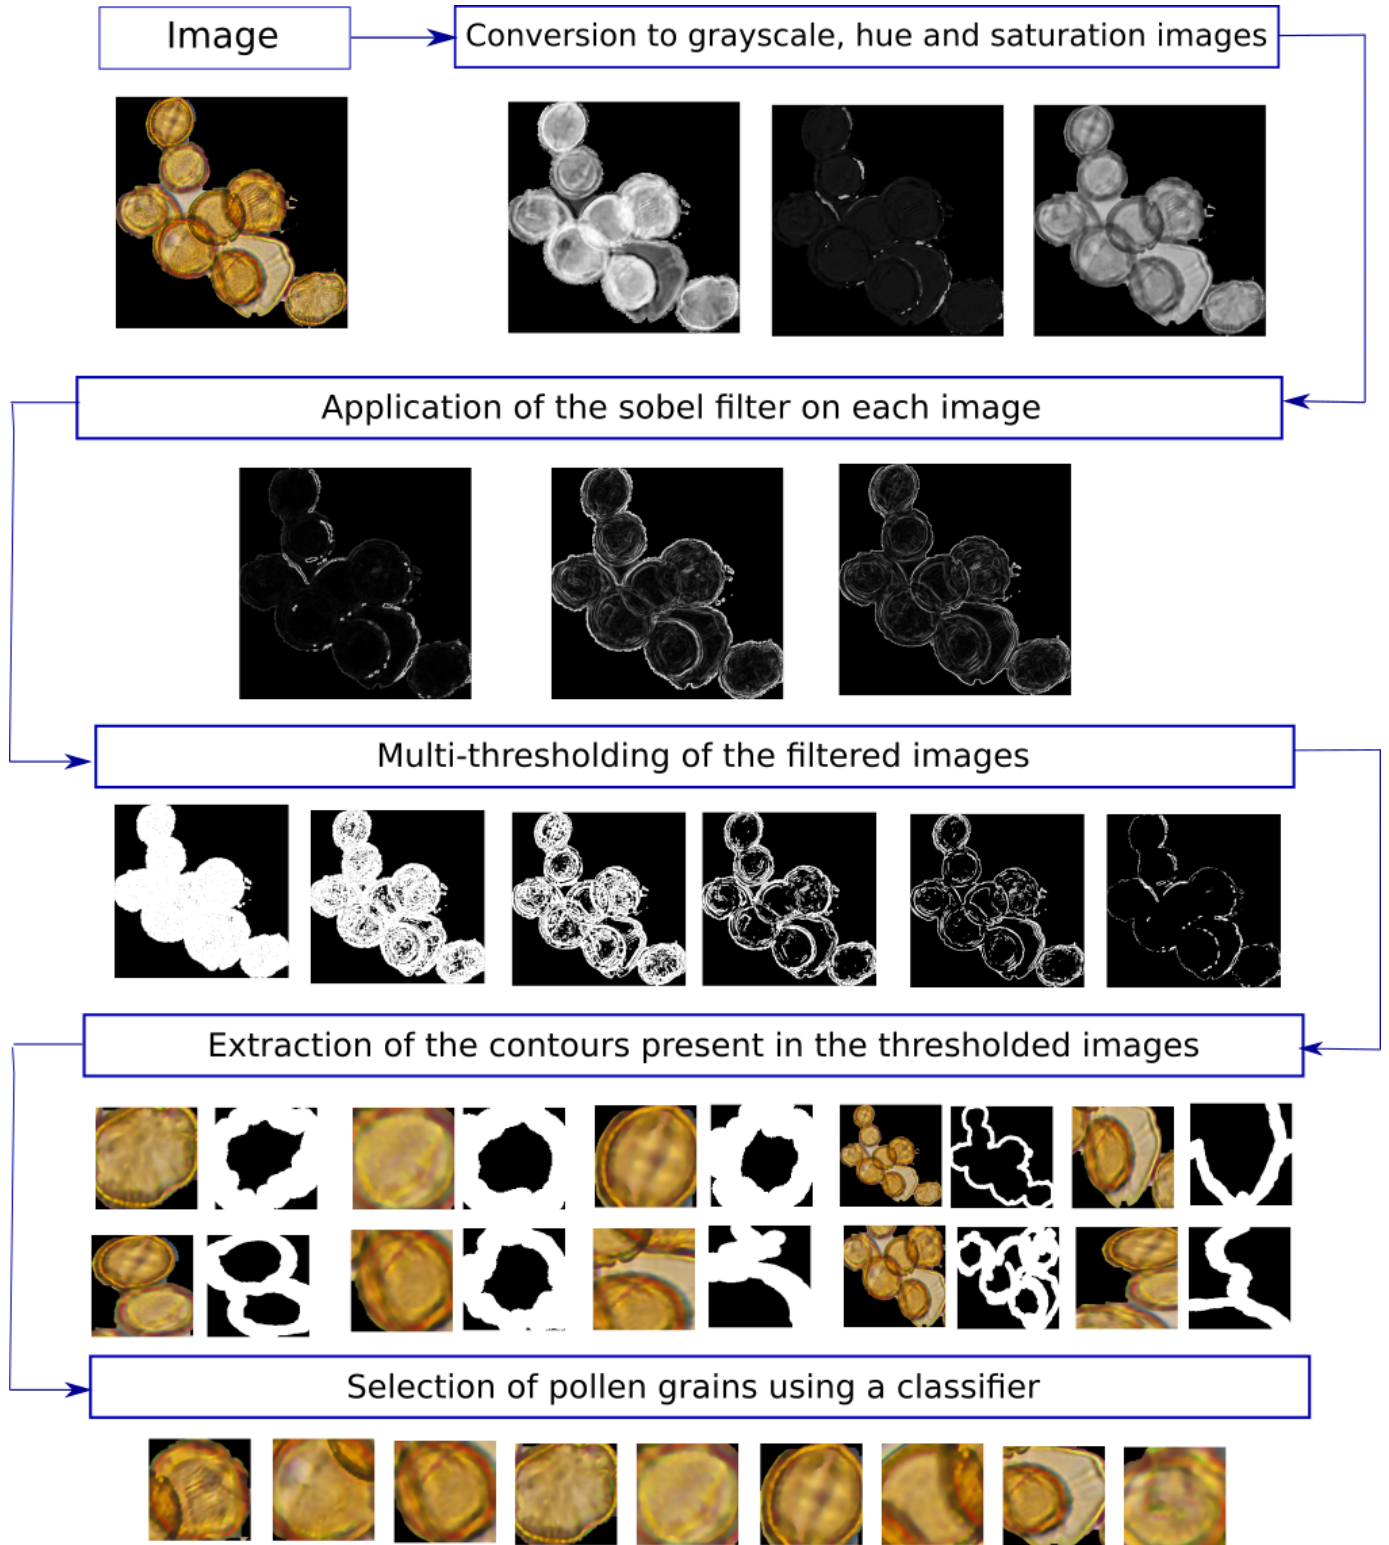 Image
Conversion to grayscale, hue and saturation images
Application of the sobel filter on each image
Multi-thresholding of the filtered images
Extraction of the contours present in the thresholded images
Selection of pollen grains using a classifier